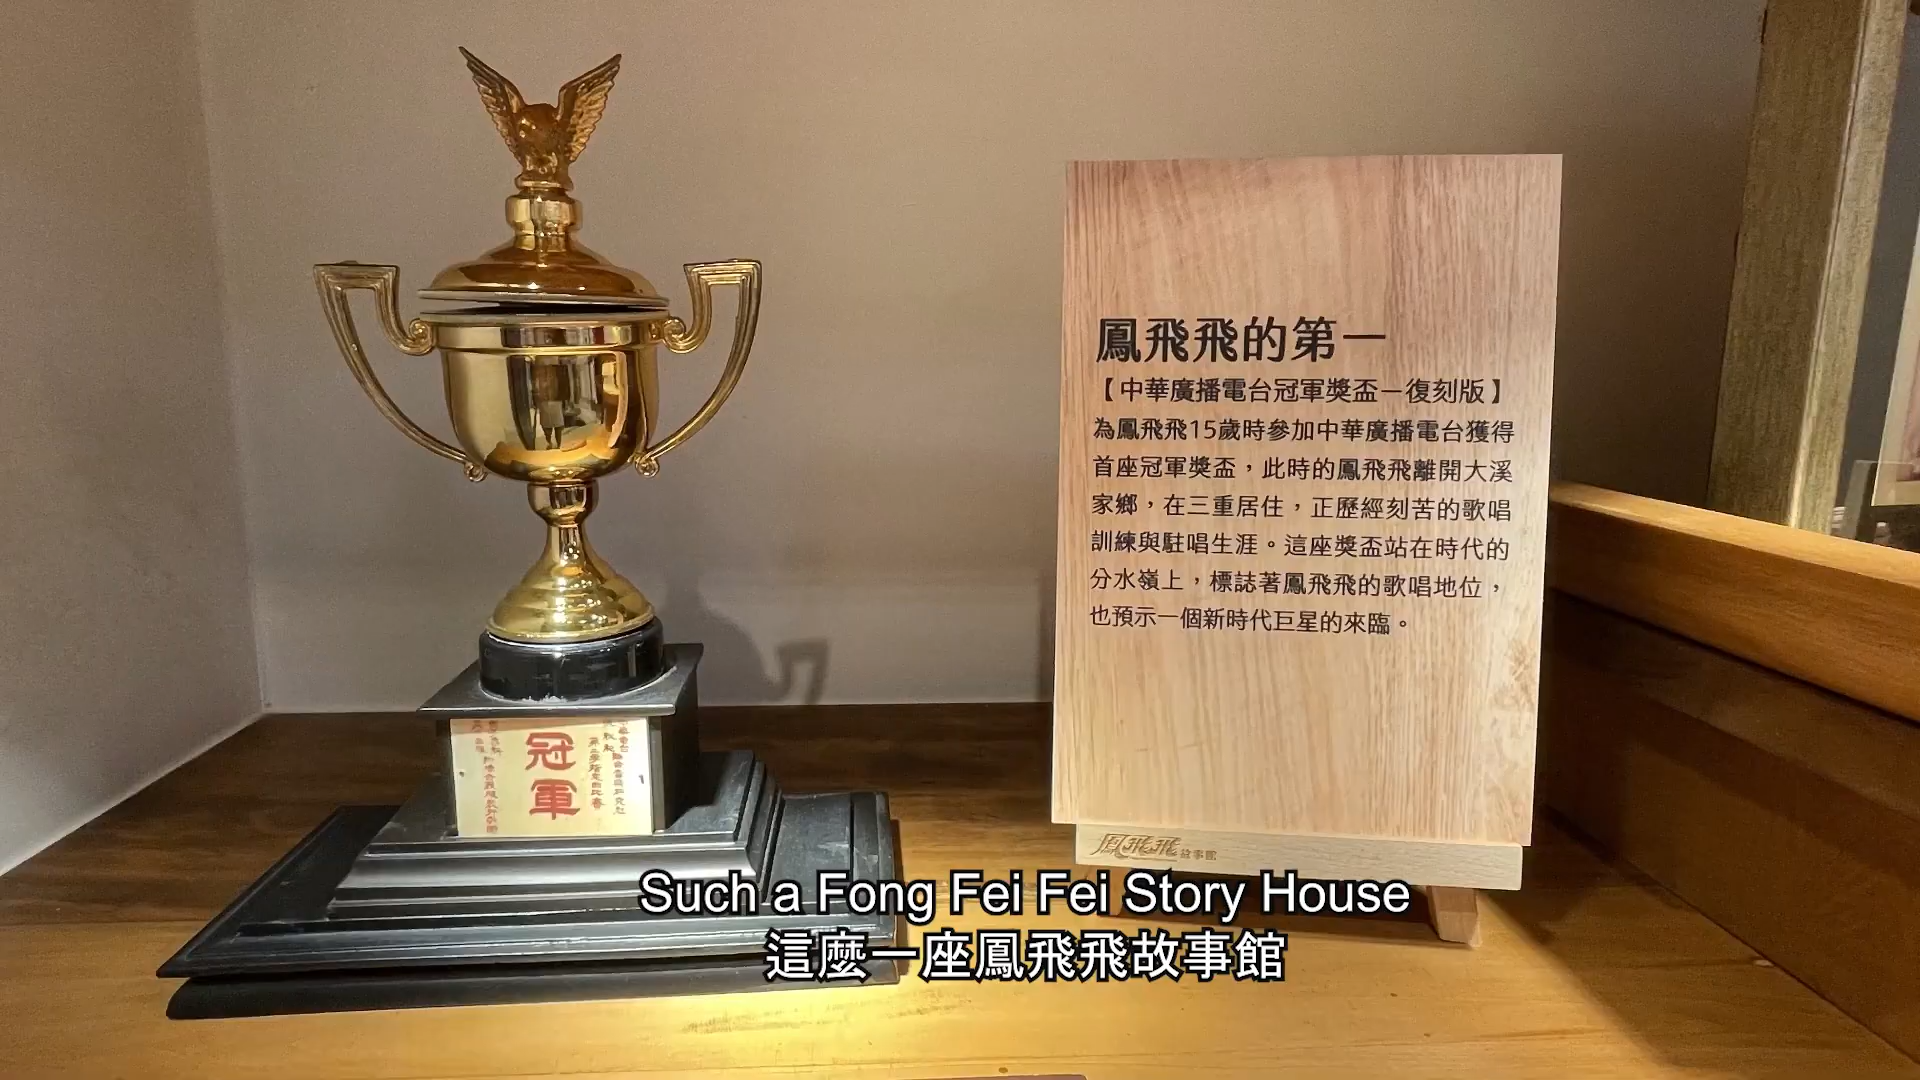 鳳飛飛的第一
【中華廣播電台冠軍獎盃－復刻版】
為鳳飛飛15歲時參加中華廣播電台獲得
首座冠軍獎盃，此時的鳳飛飛離開大溪
家鄉，在三重居住，正歷經刻苦的歌唱
訓練與駐唱生涯。這座獎盃站在時代的
分水嶺上，標誌著鳳飛飛的歌唱地位，
也預示一個新時代巨星的來臨。
冠軍
鳳飛飛故事館
Such a Fong Fei Fei Story House
這麼一座鳳飛飛故事館